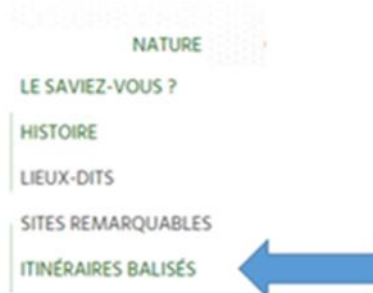 NATURE
LE SAVIEZ-VOUS ?
HISTOIRE
LIEUX-DITS
SITES REMARQUABLES
ITINÉRAIRES BALISÉS